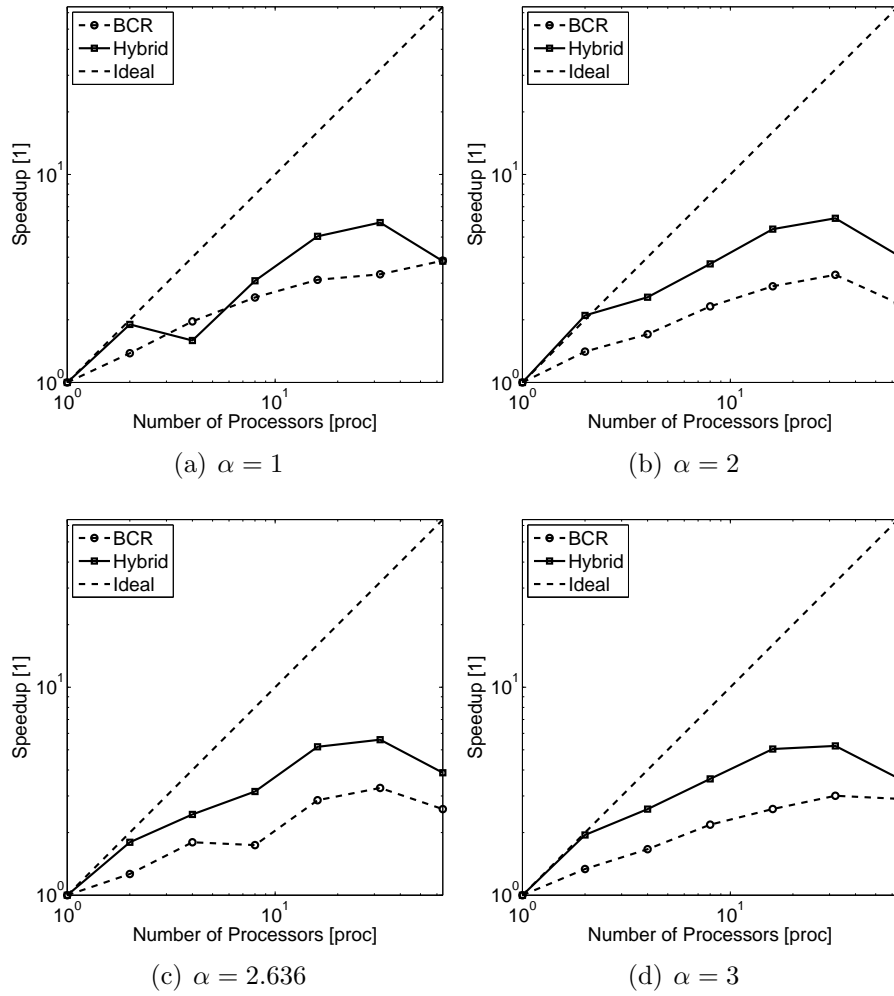 BCR
Hybrid
Ideal
Speedup [1]
10^1
10^0
10^0
10^1
Number of Processors [proc]
(a) α = 1
BCR
Hybrid
Ideal
Speedup [1]
10^1
10^0
10^0
10^1
Number of Processors [proc]
(b) α = 2
BCR
Hybrid
Ideal
Speedup [1]
10^1
10^0
10^0
10^1
Number of Processors [proc]
(c) α = 2.636
BCR
Hybrid
Ideal
Speedup [1]
10^1
10^0
10^0
10^1
Number of Processors [proc]
(d) α = 3